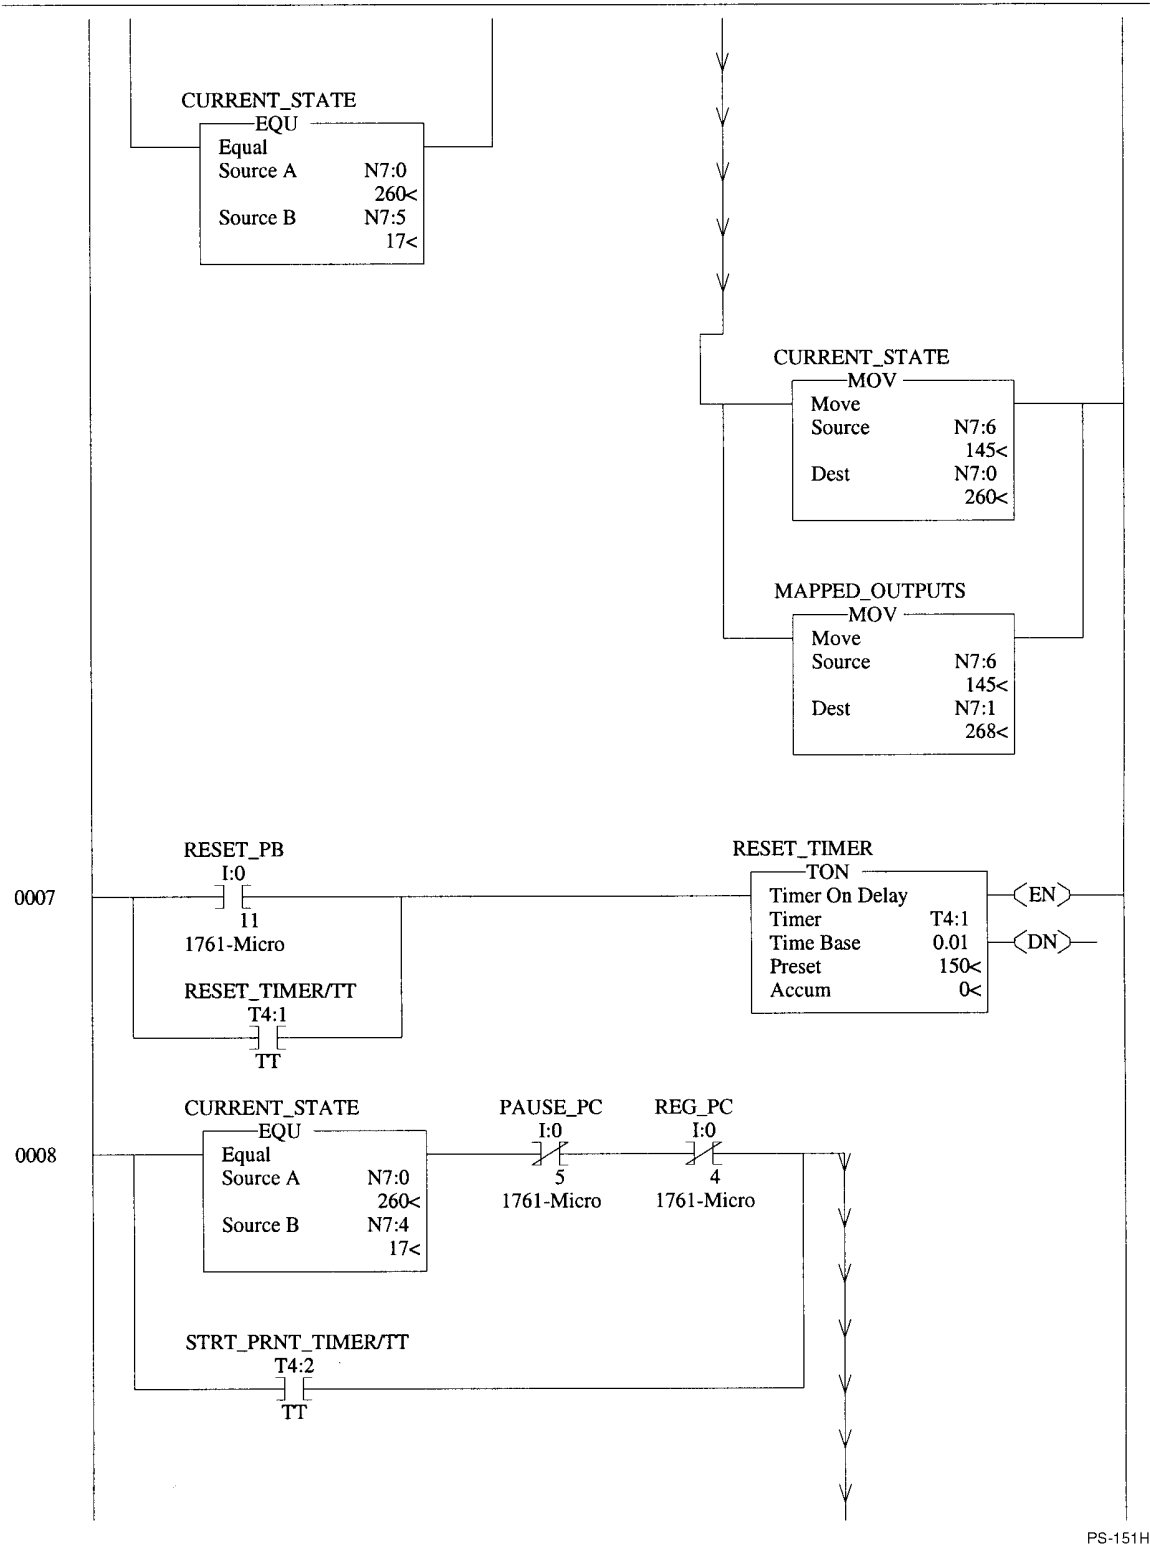 CURRENT_STATE
EQU
Equal
Source A N7:0
260<
Source B N7:5
17<
CURRENT_STATE
MOV
Move
Source N7:6
145<
Dest N7:0
260<
MAPPED_OUTPUTS
MOV
Move
Source N7:6
145<
Dest N7:1
268<
0007
RESET_PB
I:0
11
1761-Micro
RESET_TIMER/TT
T4:1
TT
RESET_TIMER
TON
Timer On Delay
Timer T4:1
Time Base 0.01
Preset 150<
Accum 0<
EN
DN
0008
CURRENT_STATE
EQU
Equal
Source A N7:0
260<
Source B N7:4
17<
PAUSE_PC
I:0
5
1761-Micro
REG_PC
I:0
4
1761-Micro
STRT_PRNT_TIMER/TT
T4:2
TT
PS-151H